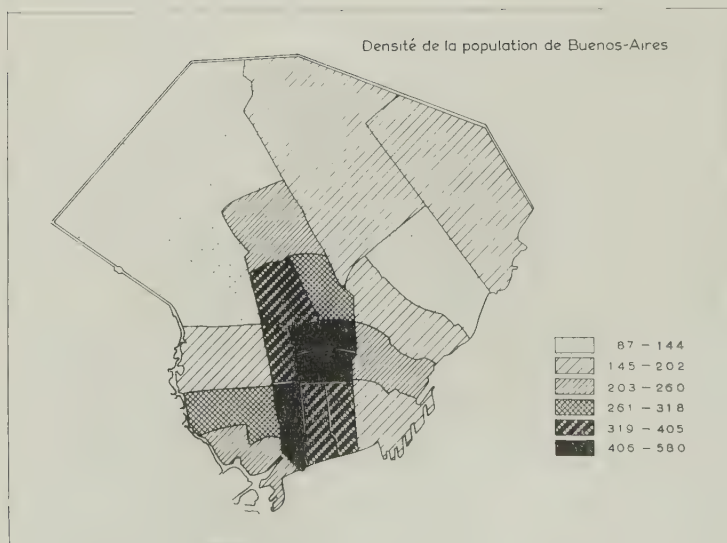 Densité de la population de Buenos-Aires
87 – 144
145 – 202
203 – 260
261 – 318
319 – 405
406 – 580